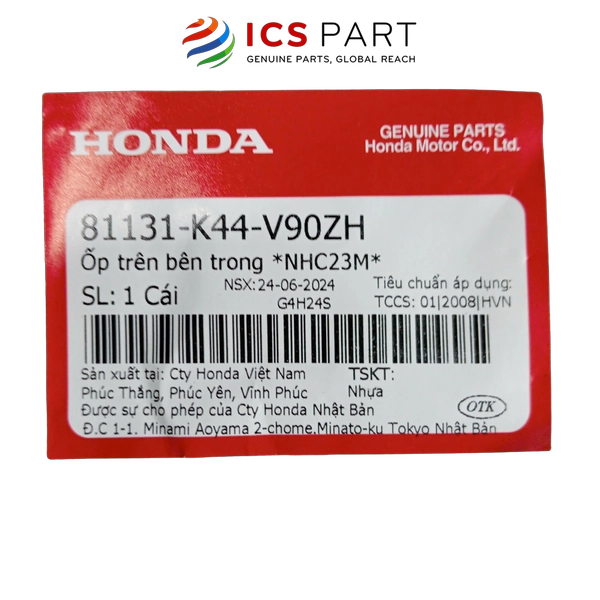 ICS PART
GENUINE PARTS, GLOBAL REACH
HONDA
GENUINE PARTS
Honda Motor Co., Ltd.
81131-K44-V90ZH
Ốp trên bên trong *NHC23M*
SL: 1 Cái
NSX:24-06-2024
G4H24S
Tiêu chuẩn áp dụng:
TCCS: 01|2008|HVN
Sản xuất tại: Cty Honda Việt Nam
Phúc Thắng, Phúc Yên, Vĩnh Phúc
TSKT:
Nhựa
Được sự cho phép của Cty Honda Nhật Bản
OTK
Đ.C 1-1. Minami Aoyama 2-chome.Minato-ku Tokyo Nhật Bản